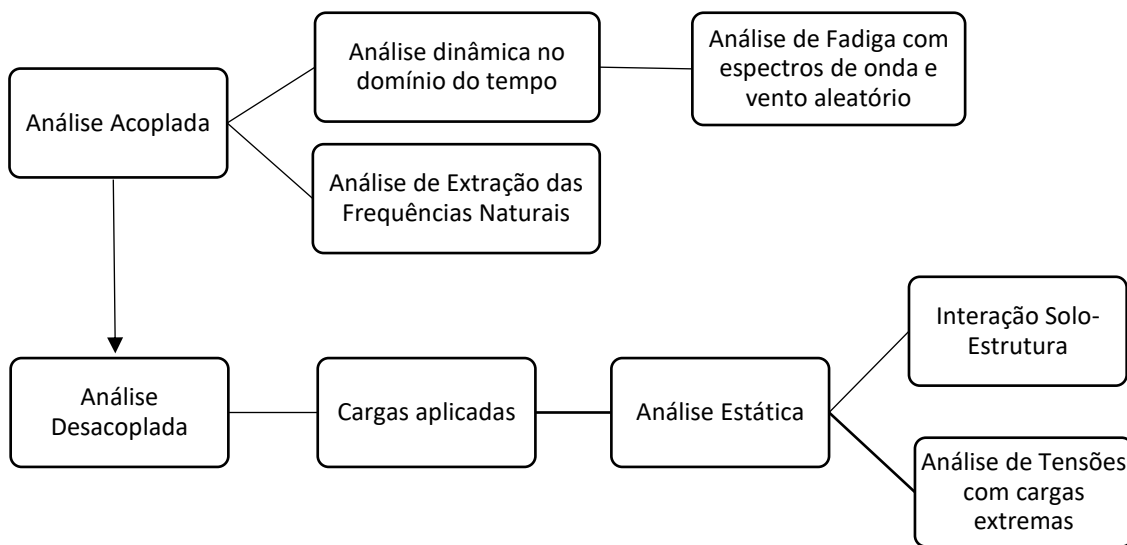 Análise dinâmica no
domínio do tempo
Análise de Fadiga com
espectros de onda e
vento aleatório
Análise Acoplada
Análise de Extração das
Frequências Naturais
Interação Solo-
Estrutura
Análise
Desacoplada
Cargas aplicadas
Análise Estática
Análise de Tensões
com cargas
extremas